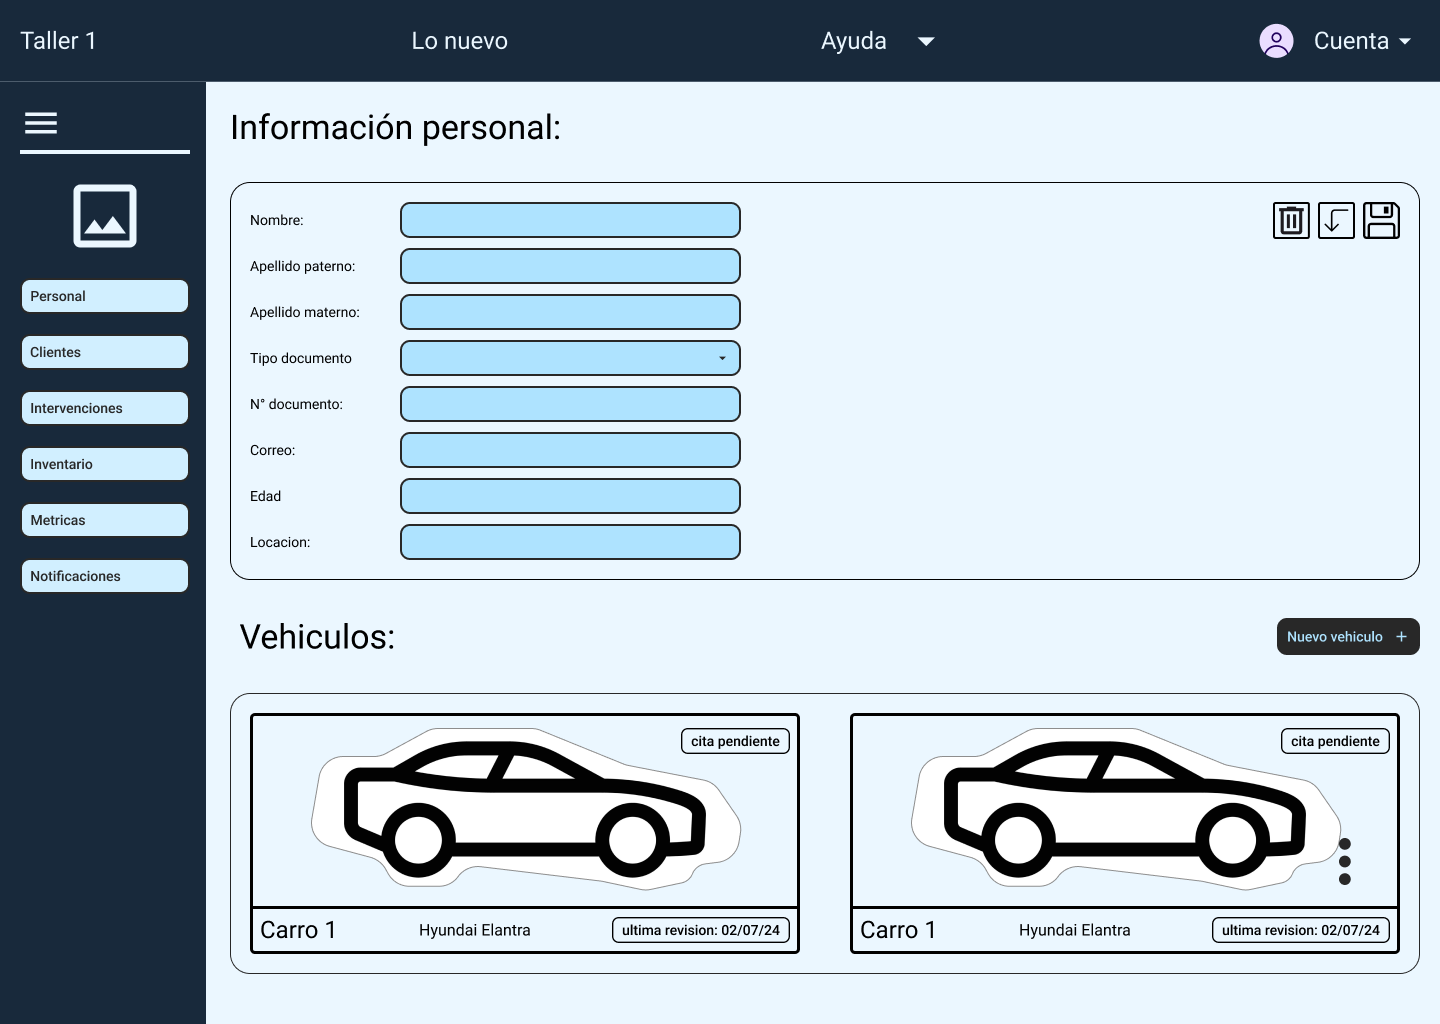 Taller 1
Lo nuevo
Ayuda
Cuenta
Personal
Clientes
Intervenciones
Inventario
Metricas
Notificaciones
Información personal:
Nombre:
Apellido paterno:
Apellido materno:
Tipo documento
N° documento:
Correo:
Edad
Locacion:
Vehiculos:
Nuevo vehiculo +
cita pendiente
Carro 1
Hyundai Elantra
ultima revision: 02/07/24
cita pendiente
Carro 1
Hyundai Elantra
ultima revision: 02/07/24